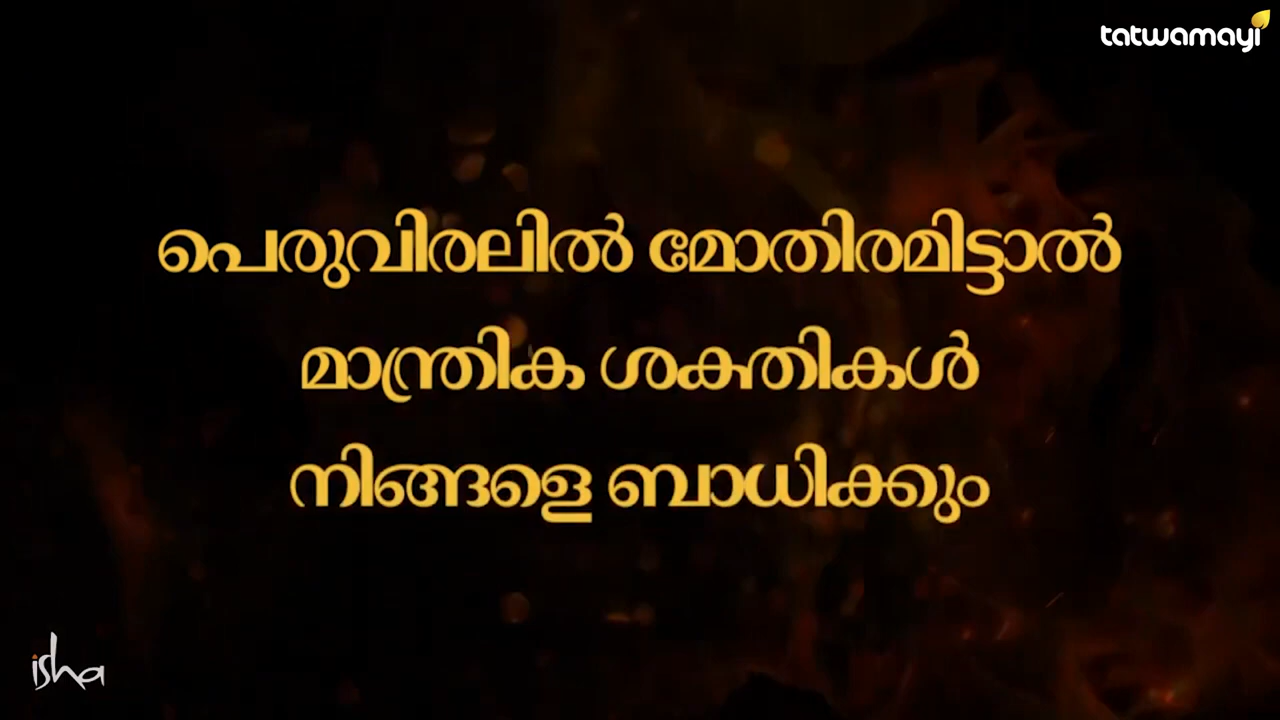 tatwamayi
പെരുവിരലിൽ മോതിരമിട്ടാൽ
മാന്ത്രിക ശക്തികൾ
നിങ്ങളെ ബാധിക്കും
isha